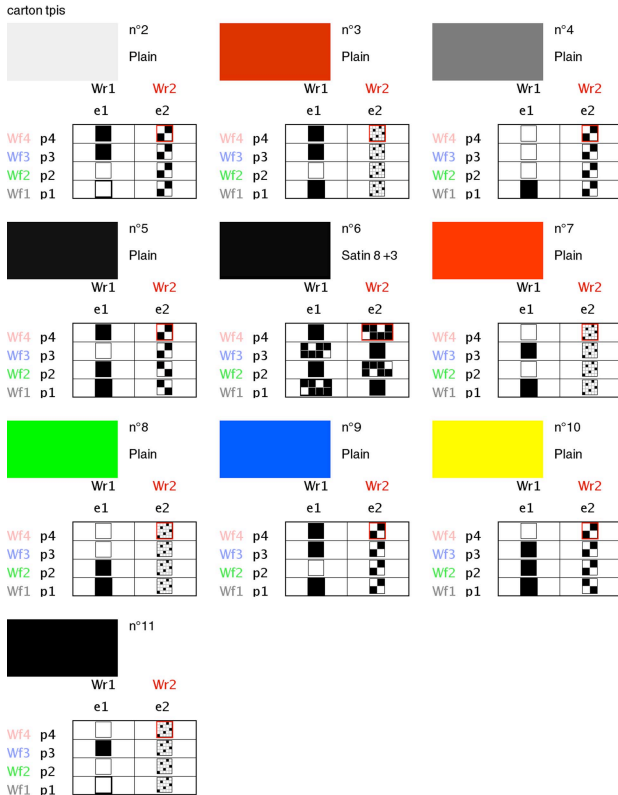 carton tpis
n°2
Plain
Wr1 Wr2
e1 e2
Wf4 p4
Wf3 p3
Wf2 p2
Wf1 p1
n°3
Plain
Wr1 Wr2
e1 e2
Wf4 p4
Wf3 p3
Wf2 p2
Wf1 p1
n°4
Plain
Wr1 Wr2
e1 e2
Wf4 p4
Wf3 p3
Wf2 p2
Wf1 p1
n°5
Plain
Wr1 Wr2
e1 e2
Wf4 p4
Wf3 p3
Wf2 p2
Wf1 p1
n°6
Satin 8 +3
Wr1 Wr2
e1 e2
Wf4 p4
Wf3 p3
Wf2 p2
Wf1 p1
n°7
Plain
Wr1 Wr2
e1 e2
Wf4 p4
Wf3 p3
Wf2 p2
Wf1 p1
n°8
Plain
Wr1 Wr2
e1 e2
Wf4 p4
Wf3 p3
Wf2 p2
Wf1 p1
n°9
Plain
Wr1 Wr2
e1 e2
Wf4 p4
Wf3 p3
Wf2 p2
Wf1 p1
n°10
Plain
Wr1 Wr2
e1 e2
Wf4 p4
Wf3 p3
Wf2 p2
Wf1 p1
n°11
Wr1 Wr2
e1 e2
Wf4 p4
Wf3 p3
Wf2 p2
Wf1 p1